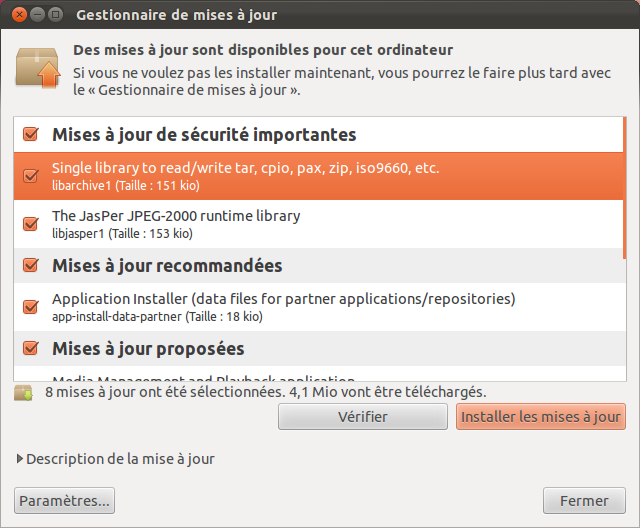 Gestionnaire de mises à jour
Des mises à jour sont disponibles pour cet ordinateur
Si vous ne voulez pas les installer maintenant, vous pourrez le faire plus tard avec
le « Gestionnaire de mises à jour ».
Mises à jour de sécurité importantes
Single library to read/write tar, cpio, pax, zip, iso9660, etc.
libarchive1 (Taille : 151 kio)
The JasPer JPEG-2000 runtime library
libjasper1 (Taille : 153 kio)
Mises à jour recommandées
Application Installer (data files for partner applications/repositories)
app-install-data-partner (Taille : 18 kio)
Mises à jour proposées
Media Management and Playback application
8 mises à jour ont été sélectionnées. 4,1 Mio vont être téléchargés.
Vérifier
Installer les mises à jour
Description de la mise à jour
Paramètres...
Fermer